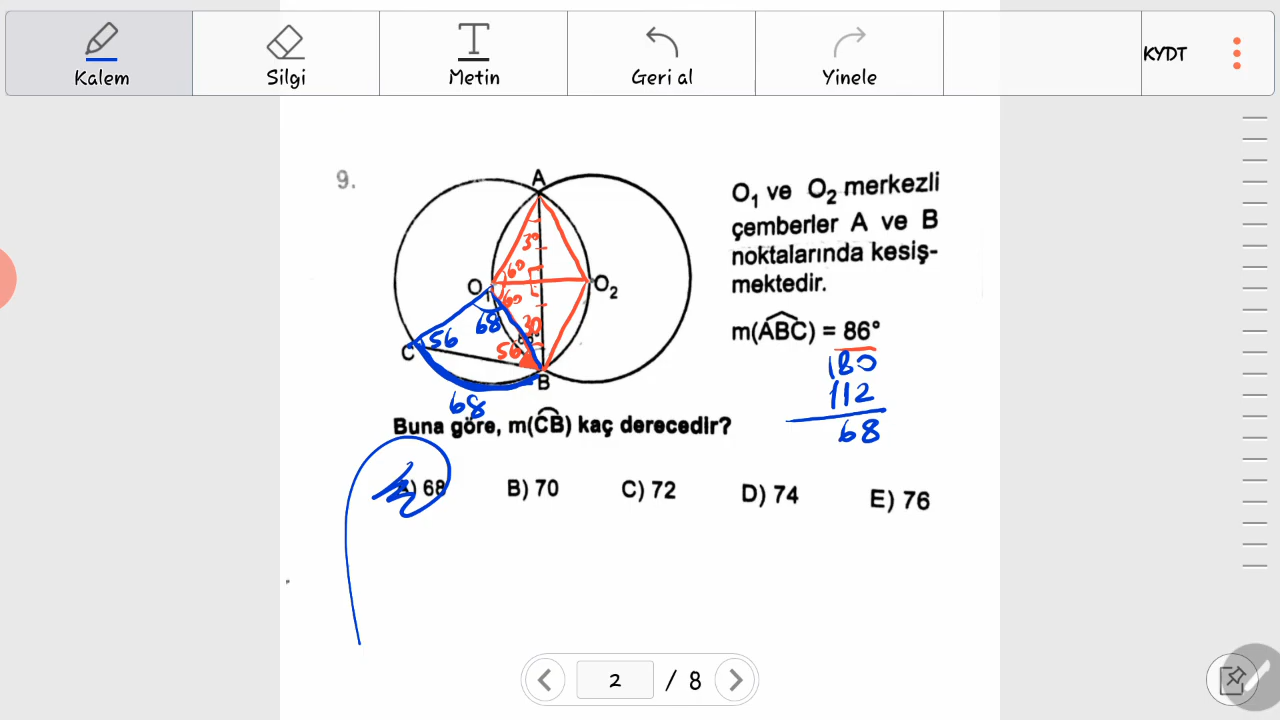 Kalem Silgi Metin Geri al Yinele KYDT
9.
A
O1 ve O2 merkezli
çemberler A ve B
noktalarında kesiş-
mektedir.
m(ABC) = 86°
180
112
68
30
60
60
30
O1
O2
68
56
56
C
B
68
Buna göre, m(CB) kaç derecedir?
A) 68 B) 70 C) 72 D) 74 E) 76
2 / 8